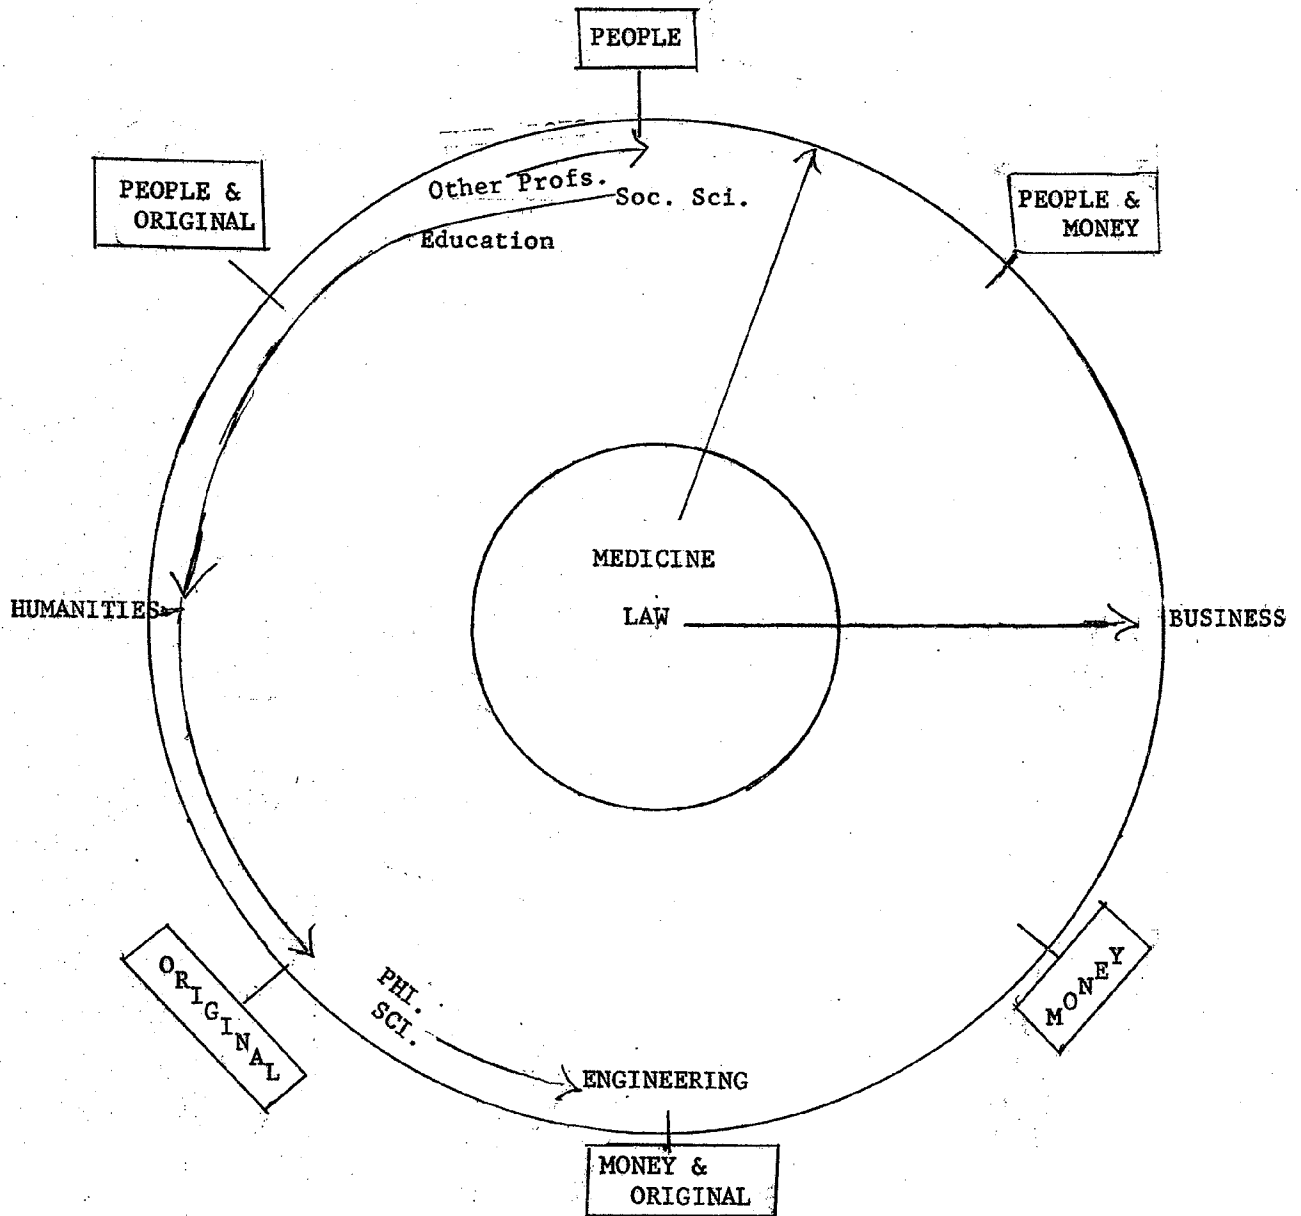 PEOPLE
PEOPLE &
ORIGINAL
Other Profs.
Soc. Sci.
Education
PEOPLE &
MONEY
MEDICINE
LAW
HUMANITIES
BUSINESS
ORIGINAL
PHI.
SCI.
MONEY
ENGINEERING
MONEY &
ORIGINAL